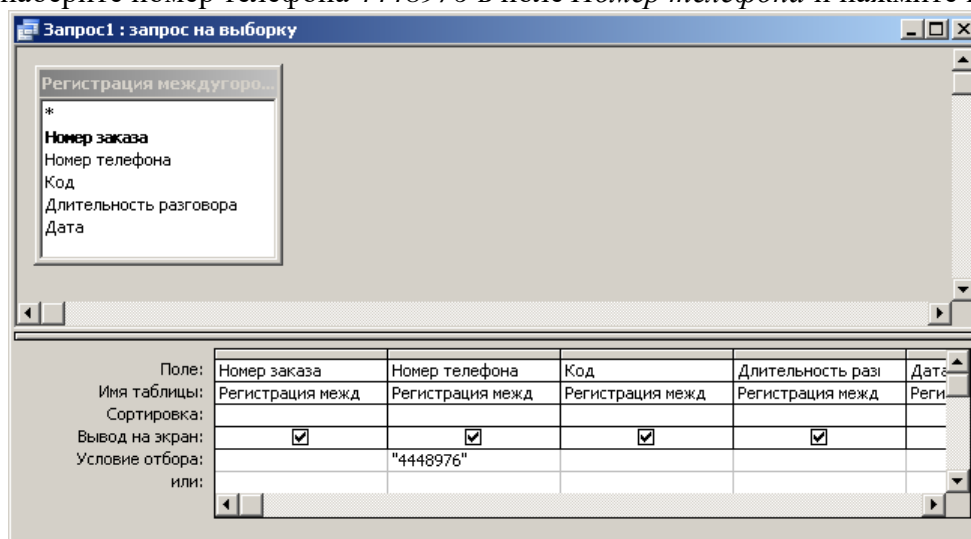 наберите номер телефона 4448976 в поле Номер телефона и нажмите
Запрос1 : запрос на выборку
Регистрация междугоро...
*
Номер заказа
Номер телефона
Код
Длительность разговора
Дата
Поле: Номер заказа Номер телефона Код Длительность разг Дата
Имя таблицы: Регистрация межд Регистрация межд Регистрация межд Регистрация межд Реги
Сортировка:
Вывод на экран:
Условие отбора: "4448976"
или: